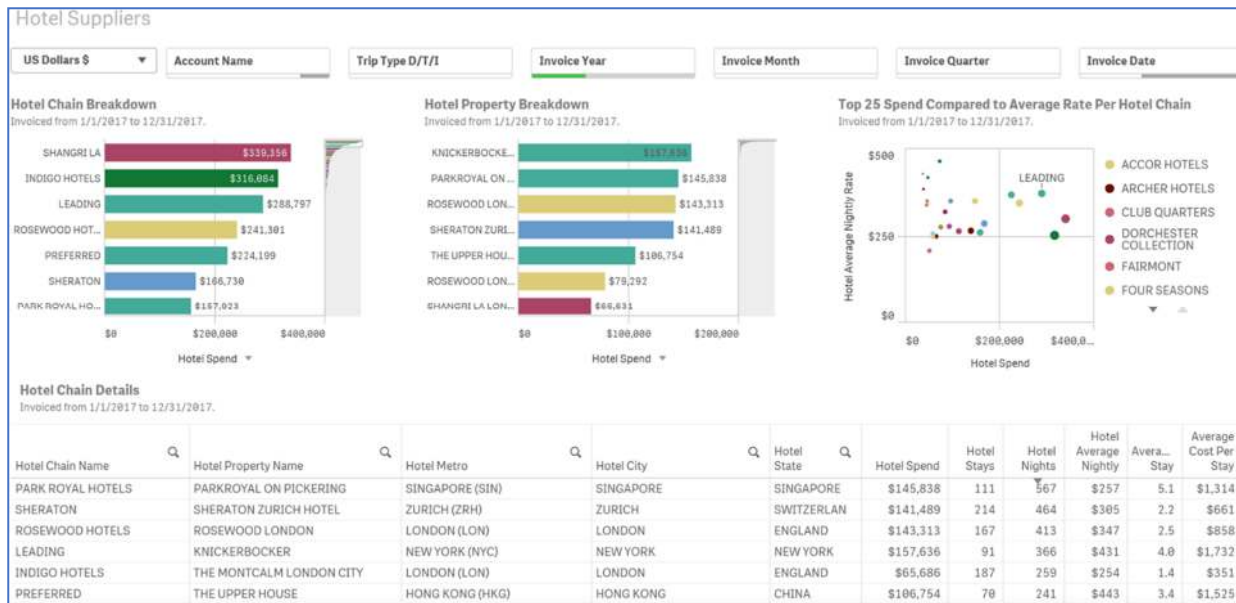 Hotel Suppliers
US Dollars $ Account Name Trip Type D/T/I Invoice Year Invoice Month Invoice Quarter Invoice Date
Hotel Chain Breakdown
Invoiced from 1/1/2017 to 12/31/2017.
SHANGRI LA $339,356
INDIGO HOTELS $316,084
LEADING $288,797
ROSEWOOD HOT... $241,301
PREFERRED $224,199
SHERATON $166,730
PARK ROYAL HO... $157,023
$0 $200,000 $400,000
Hotel Spend
Hotel Property Breakdown
Invoiced from 1/1/2017 to 12/31/2017.
KNICKERBOCKE... $157,636
PARKROYAL ON ... $145,838
ROSEWOOD LON... $143,313
SHERATON ZURI... $141,489
THE UPPER HOU... $106,754
ROSEWOOD LON... $79,292
SHANGRI LA LON...
$0 $100,000 $200,000
Hotel Spend
Top 25 Spend Compared to Average Rate Per Hotel Chain
Invoiced from 1/1/2017 to 12/31/2017.
Hotel Average Nightly Rate
$500
$250
$0
LEADING
$0 $200,000 $400,0...
Hotel Spend
ACCOR HOTELS
ARCHER HOTELS
CLUB QUARTERS
DORCHESTER
COLLECTION
FAIRMONT
FOUR SEASONS
Hotel Chain Details
Invoiced from 1/1/2017 to 12/31/2017.
Hotel Chain Name Hotel Property Name Hotel Metro Hotel City Hotel State Hotel Spend Hotel Stays Hotel Nights Hotel Average Nightly Avera... Stay Average Cost Per Stay
PARK ROYAL HOTELS PARKROYAL ON PICKERING SINGAPORE (SIN) SINGAPORE SINGAPORE $145,838 111 567 $257 5.1 $1,314
SHERATON SHERATON ZURICH HOTEL ZURICH (ZRH) ZURICH SWITZERLAN $141,489 214 464 $305 2.2 $661
ROSEWOOD HOTELS ROSEWOOD LONDON LONDON (LON) LONDON ENGLAND $143,313 167 413 $347 2.5 $858
LEADING KNICKERBOCKER NEW YORK (NYC) NEW YORK NEW YORK $157,636 91 366 $431 4.0 $1,732
INDIGO HOTELS THE MONTCALM LONDON CITY LONDON (LON) LONDON ENGLAND $65,686 187 259 $254 1.4 $351
PREFERRED THE UPPER HOUSE HONG KONG (HKG) HONG KONG CHINA $106,754 70 241 $443 3.4 $1,525